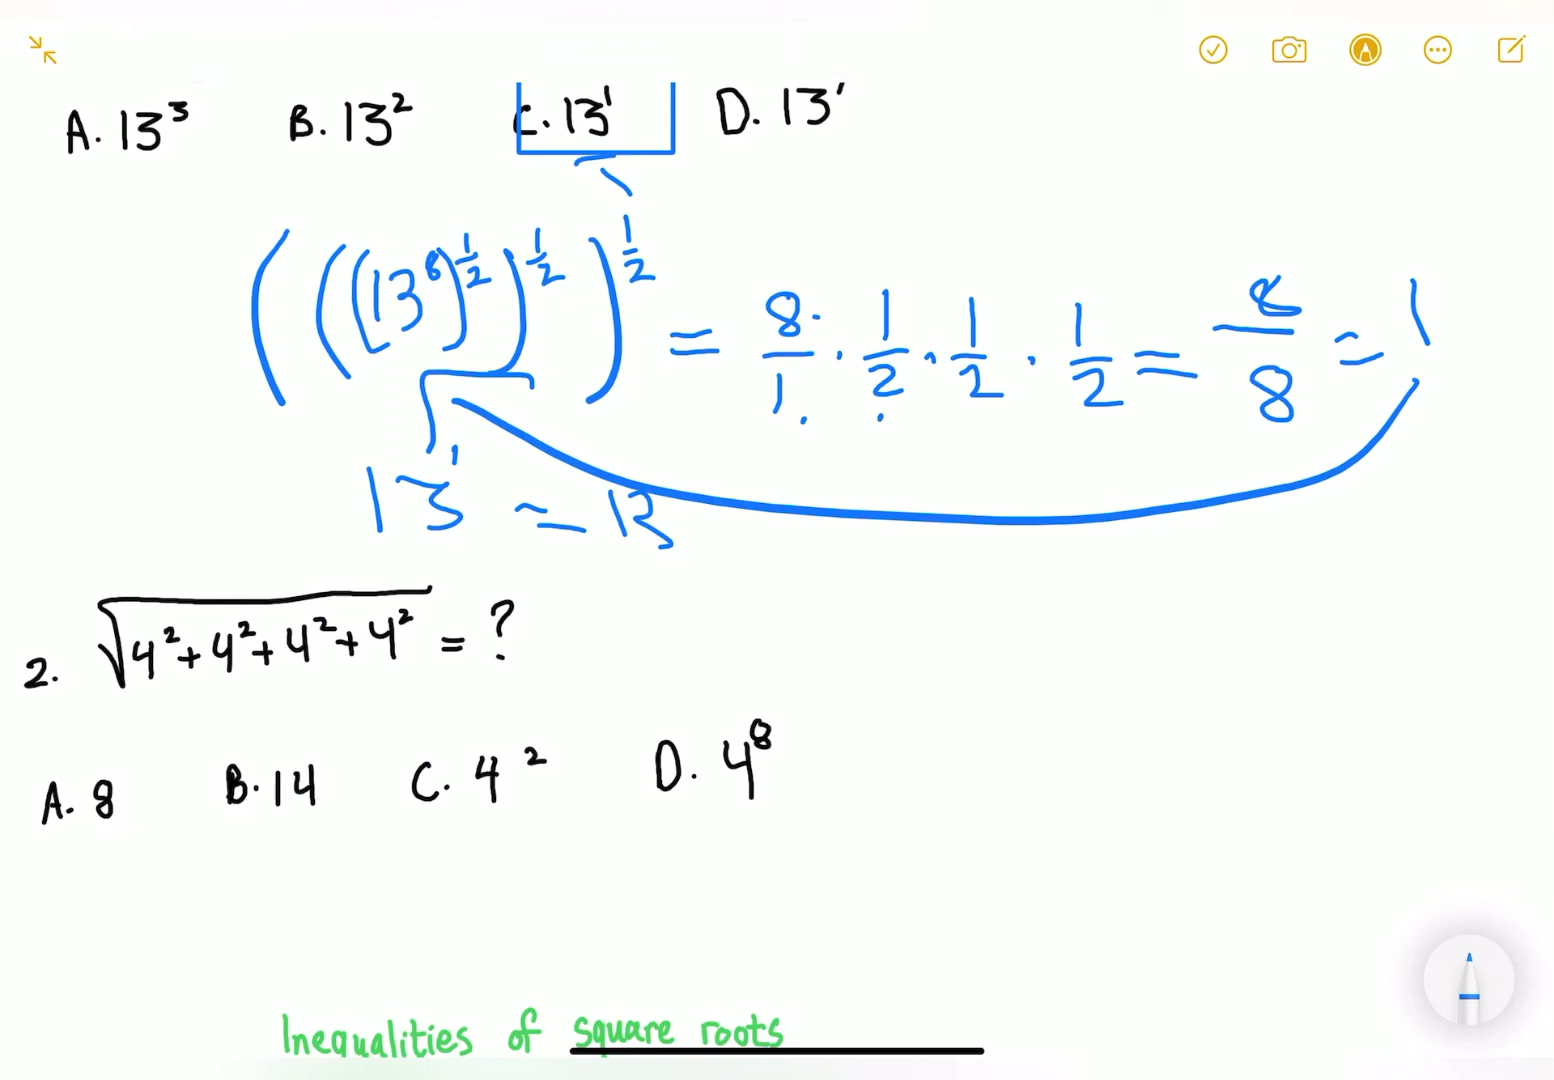 A. 13³ B. 13² C. 13¹ D. 13'
(((13⁸)^½)^½)^½ = 8/1 · 1/2 · 1/2 · 1/2 = 8/8 = 1
13¹ = 13
2. √(4²+4²+4²+4²) = ?
A. 8 B. 14 C. 4² D. 4⁸
Inequalities of square roots